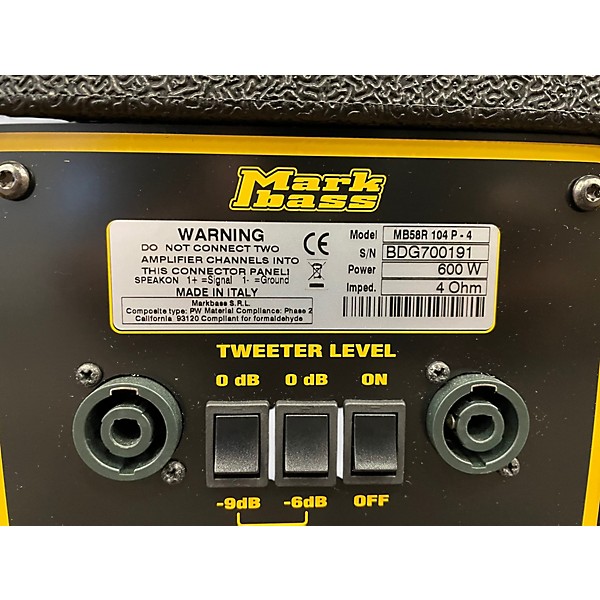 Mark
bass
WARNING
DO NOT CONNECT TWO
AMPLIFIER CHANNELS INTO
THIS CONNECTOR PANEL!
SPEAKON 1+ =Signal 1- =Ground
MADE IN ITALY
Markbass S.R.L.
Composite type: PW Material Compliance: Phase 2
California 93120 Compliant for formaldehyde
CE
Model MB58R 104 P - 4
S/N BDG700191
Power 600 W
Imped. 4 Ohm
TWEETER LEVEL
0 dB 0 dB ON
-9dB -6dB OFF